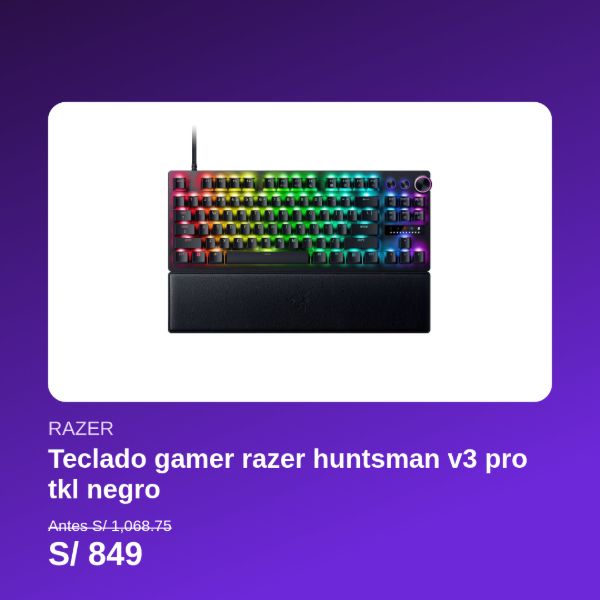 RAZER
Teclado gamer razer huntsman v3 pro
tkl negro
Antes S/ 1,068.75
S/ 849